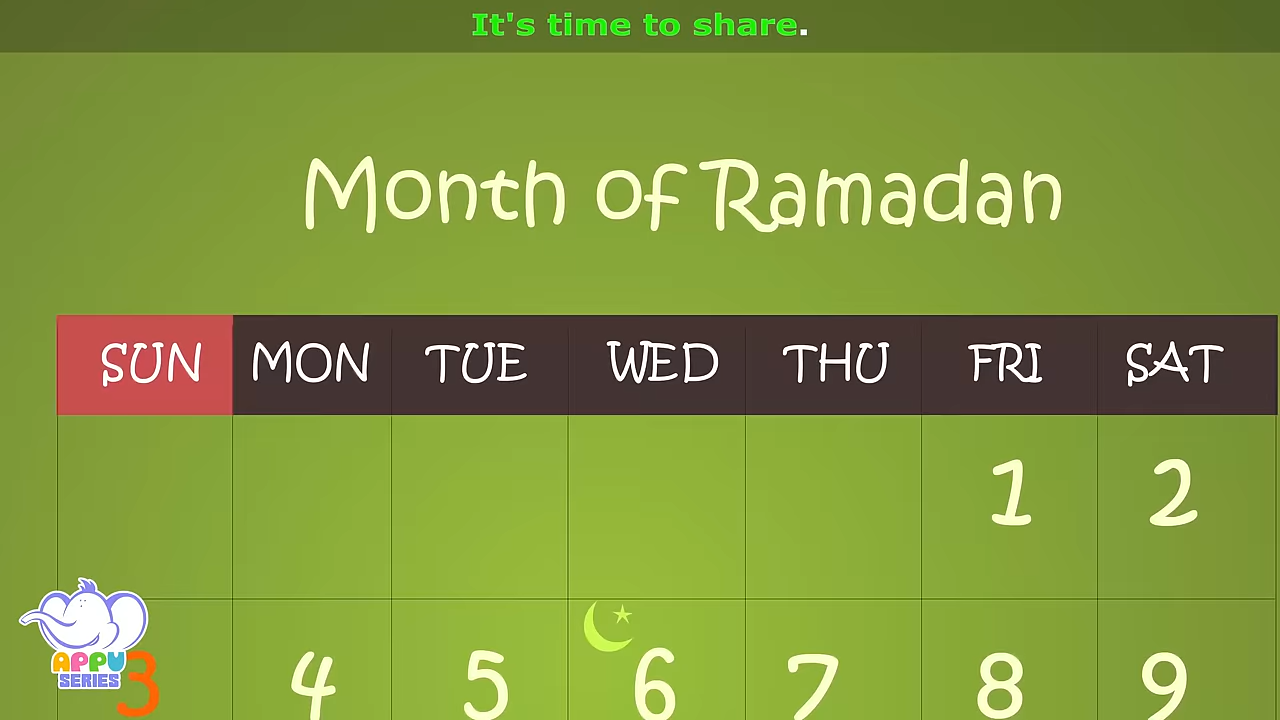 It's time to share.
Month of Ramadan
SUN MON TUE WED THU FRI SAT
1 2
3 4 5 6 7 8 9
APPU
SERIES